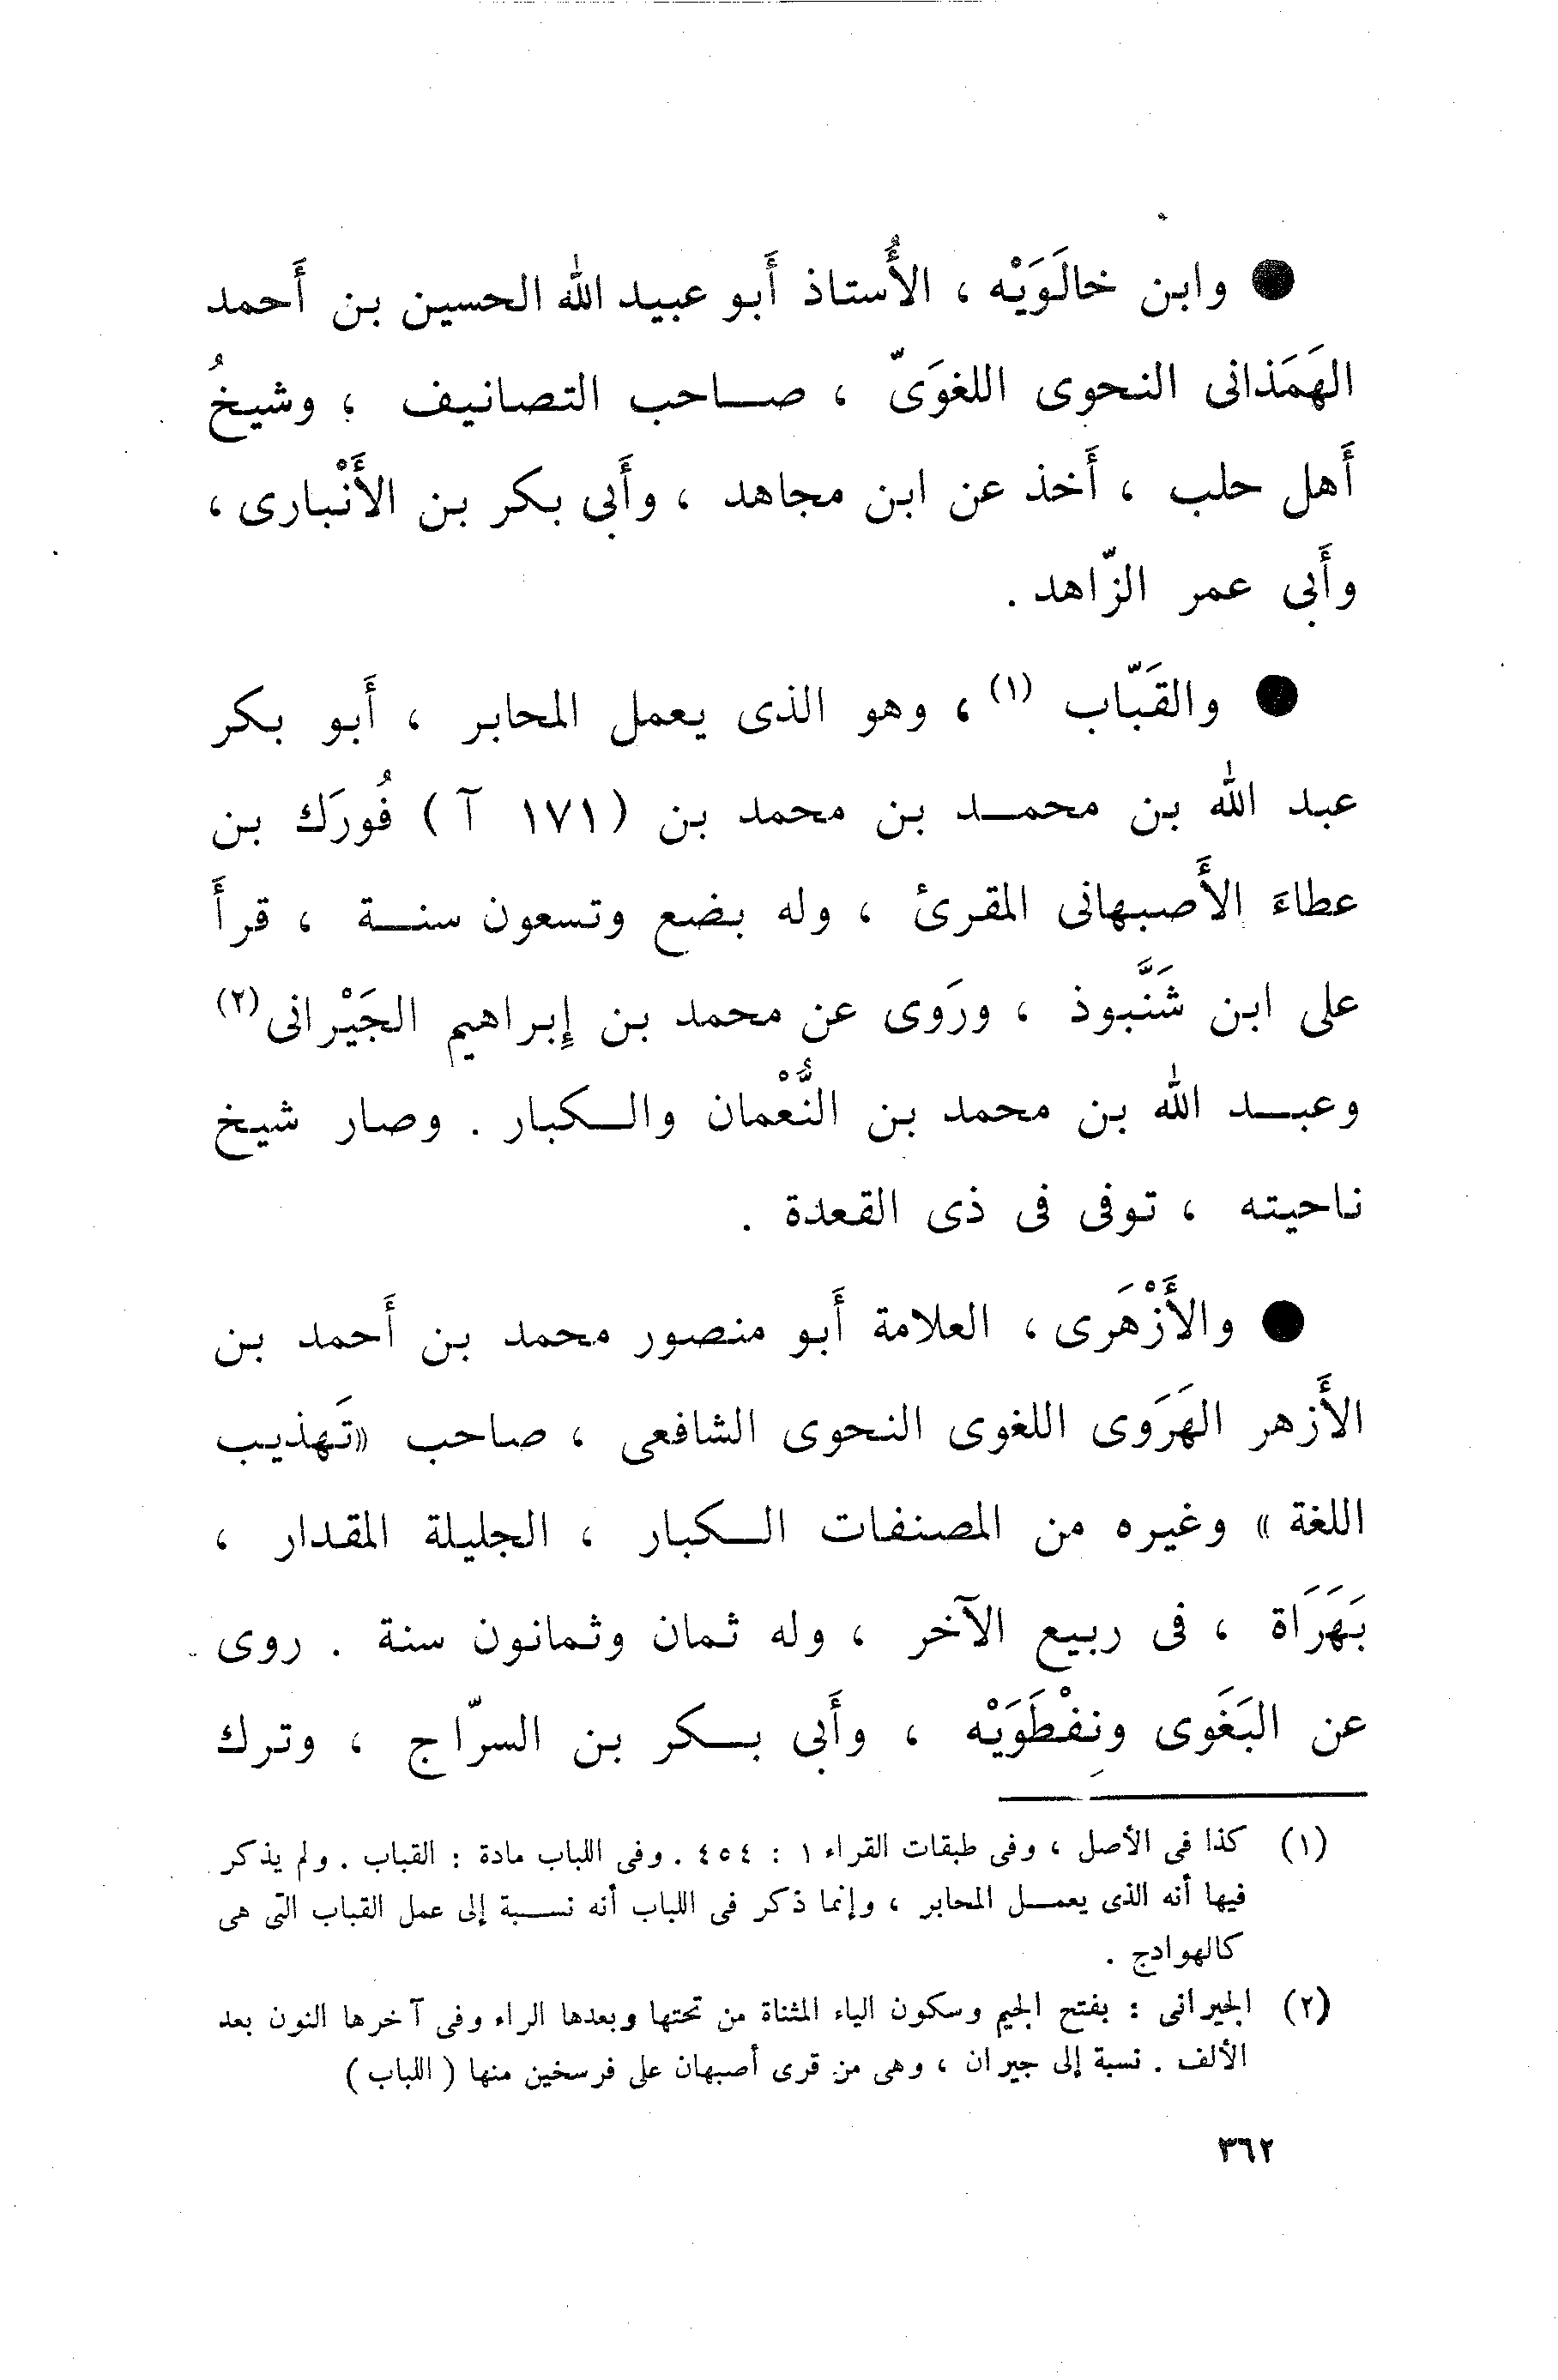 ● وابن خالَوَيْه ، الأُستاذ أَبو عبيد الله الحسين بن أَحمد
الهَمَذانى النحوى اللغوَىّ ، صاحب التصانيف ، وشيخُ
أَهل حلب ، أَخذ عن ابن مجاهد ، وأَبى بكر بن الأَنْبارى ،
وأَبى عمر الزّاهد .
● والقَبّاب (١) ، وهو الذى يعمل المحابر ، أَبو بكر
عبد الله بن محمد بن محمد بن (١٧١ آ) فُورَك بن
عطاءَ الأَصبهانى المقرئ ، وله بضع وتسعون سنة ، قرأَ
على ابن شَنَّبوذ ، وروَى عن محمد بن إِبراهيم الجَيْرانى (٢)
وعبد الله بن محمد بن النُّعْمان والكبار . وصار شيخ
ناحيته ، توفى فى ذى القعدة .
● والأَزْهَرى ، العلامة أَبو منصور محمد بن أَحمد بن
الأَزهر الهَرَوى اللغوى النحوى الشافعى ، صاحب «تَهذيب
اللغة » وغيره من المصنفات الكبار ، الجليلة المقدار ،
بَهَرَاة ، فى ربيع الآخر ، وله ثمان وثمانون سنة . روى
عن البَغَوى ونِفْطَوَيْه ، وأَبى بكر بن السرّاج ، وترك
(١) كذا فى الأصل ، وفى طبقات القراء ١ : ٤٥٤ . وفى اللباب مادة : القباب . ولم يذكر
فيها أنه الذى يعمل المحابر ، وإنما ذكر فى اللباب أنه نسبة إلى عمل القباب التى هى
كالهوادج .
(٢) الجيرانى : بفتح الجيم وسكون الياء المثناة من تحتها وبعدها الراء وفى آخرها النون بعد
الألف . نسبة إلى جيران ، وهى من قرى أصبهان على فرسخين منها ( اللباب )
٣٦٢